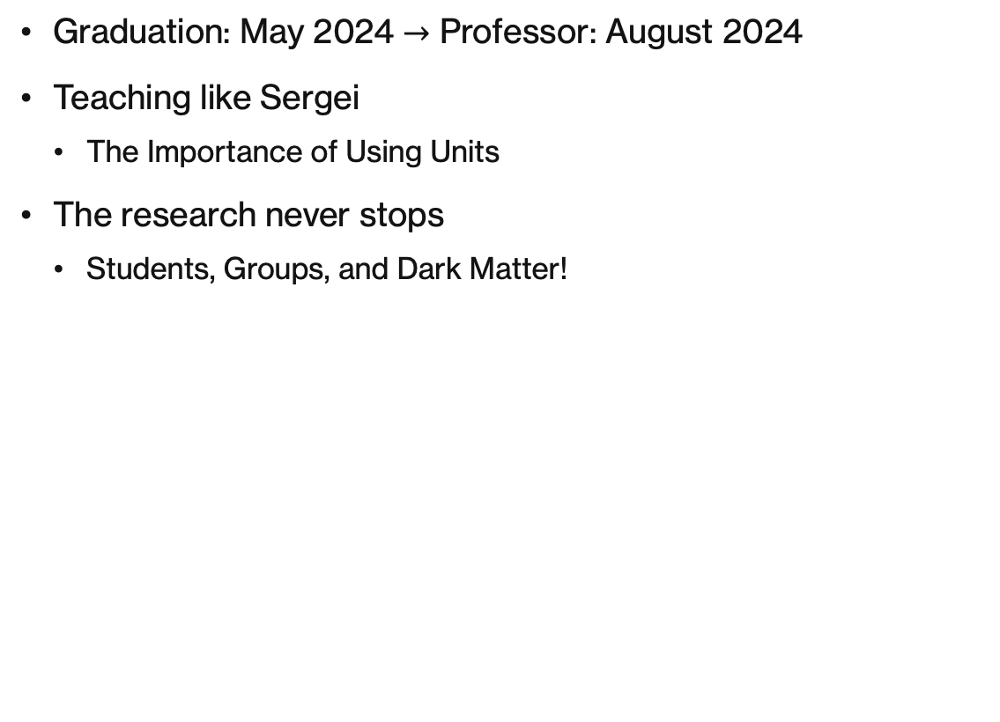 • Graduation: May 2024 → Professor: August 2024
• Teaching like Sergei
• The Importance of Using Units
• The research never stops
• Students, Groups, and Dark Matter!